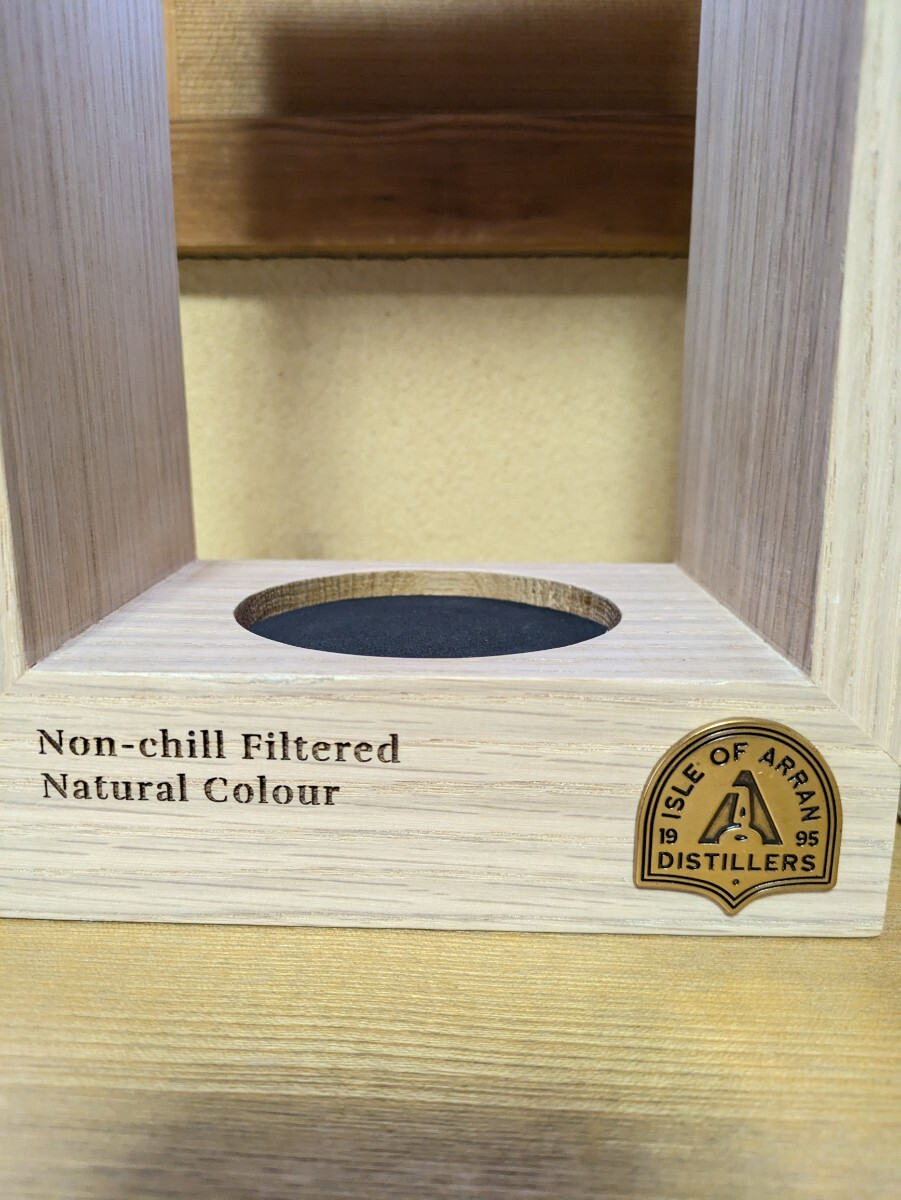 Non-chill Filtered
Natural Colour
ISLE OF ARRAN
19 95
DISTILLERS